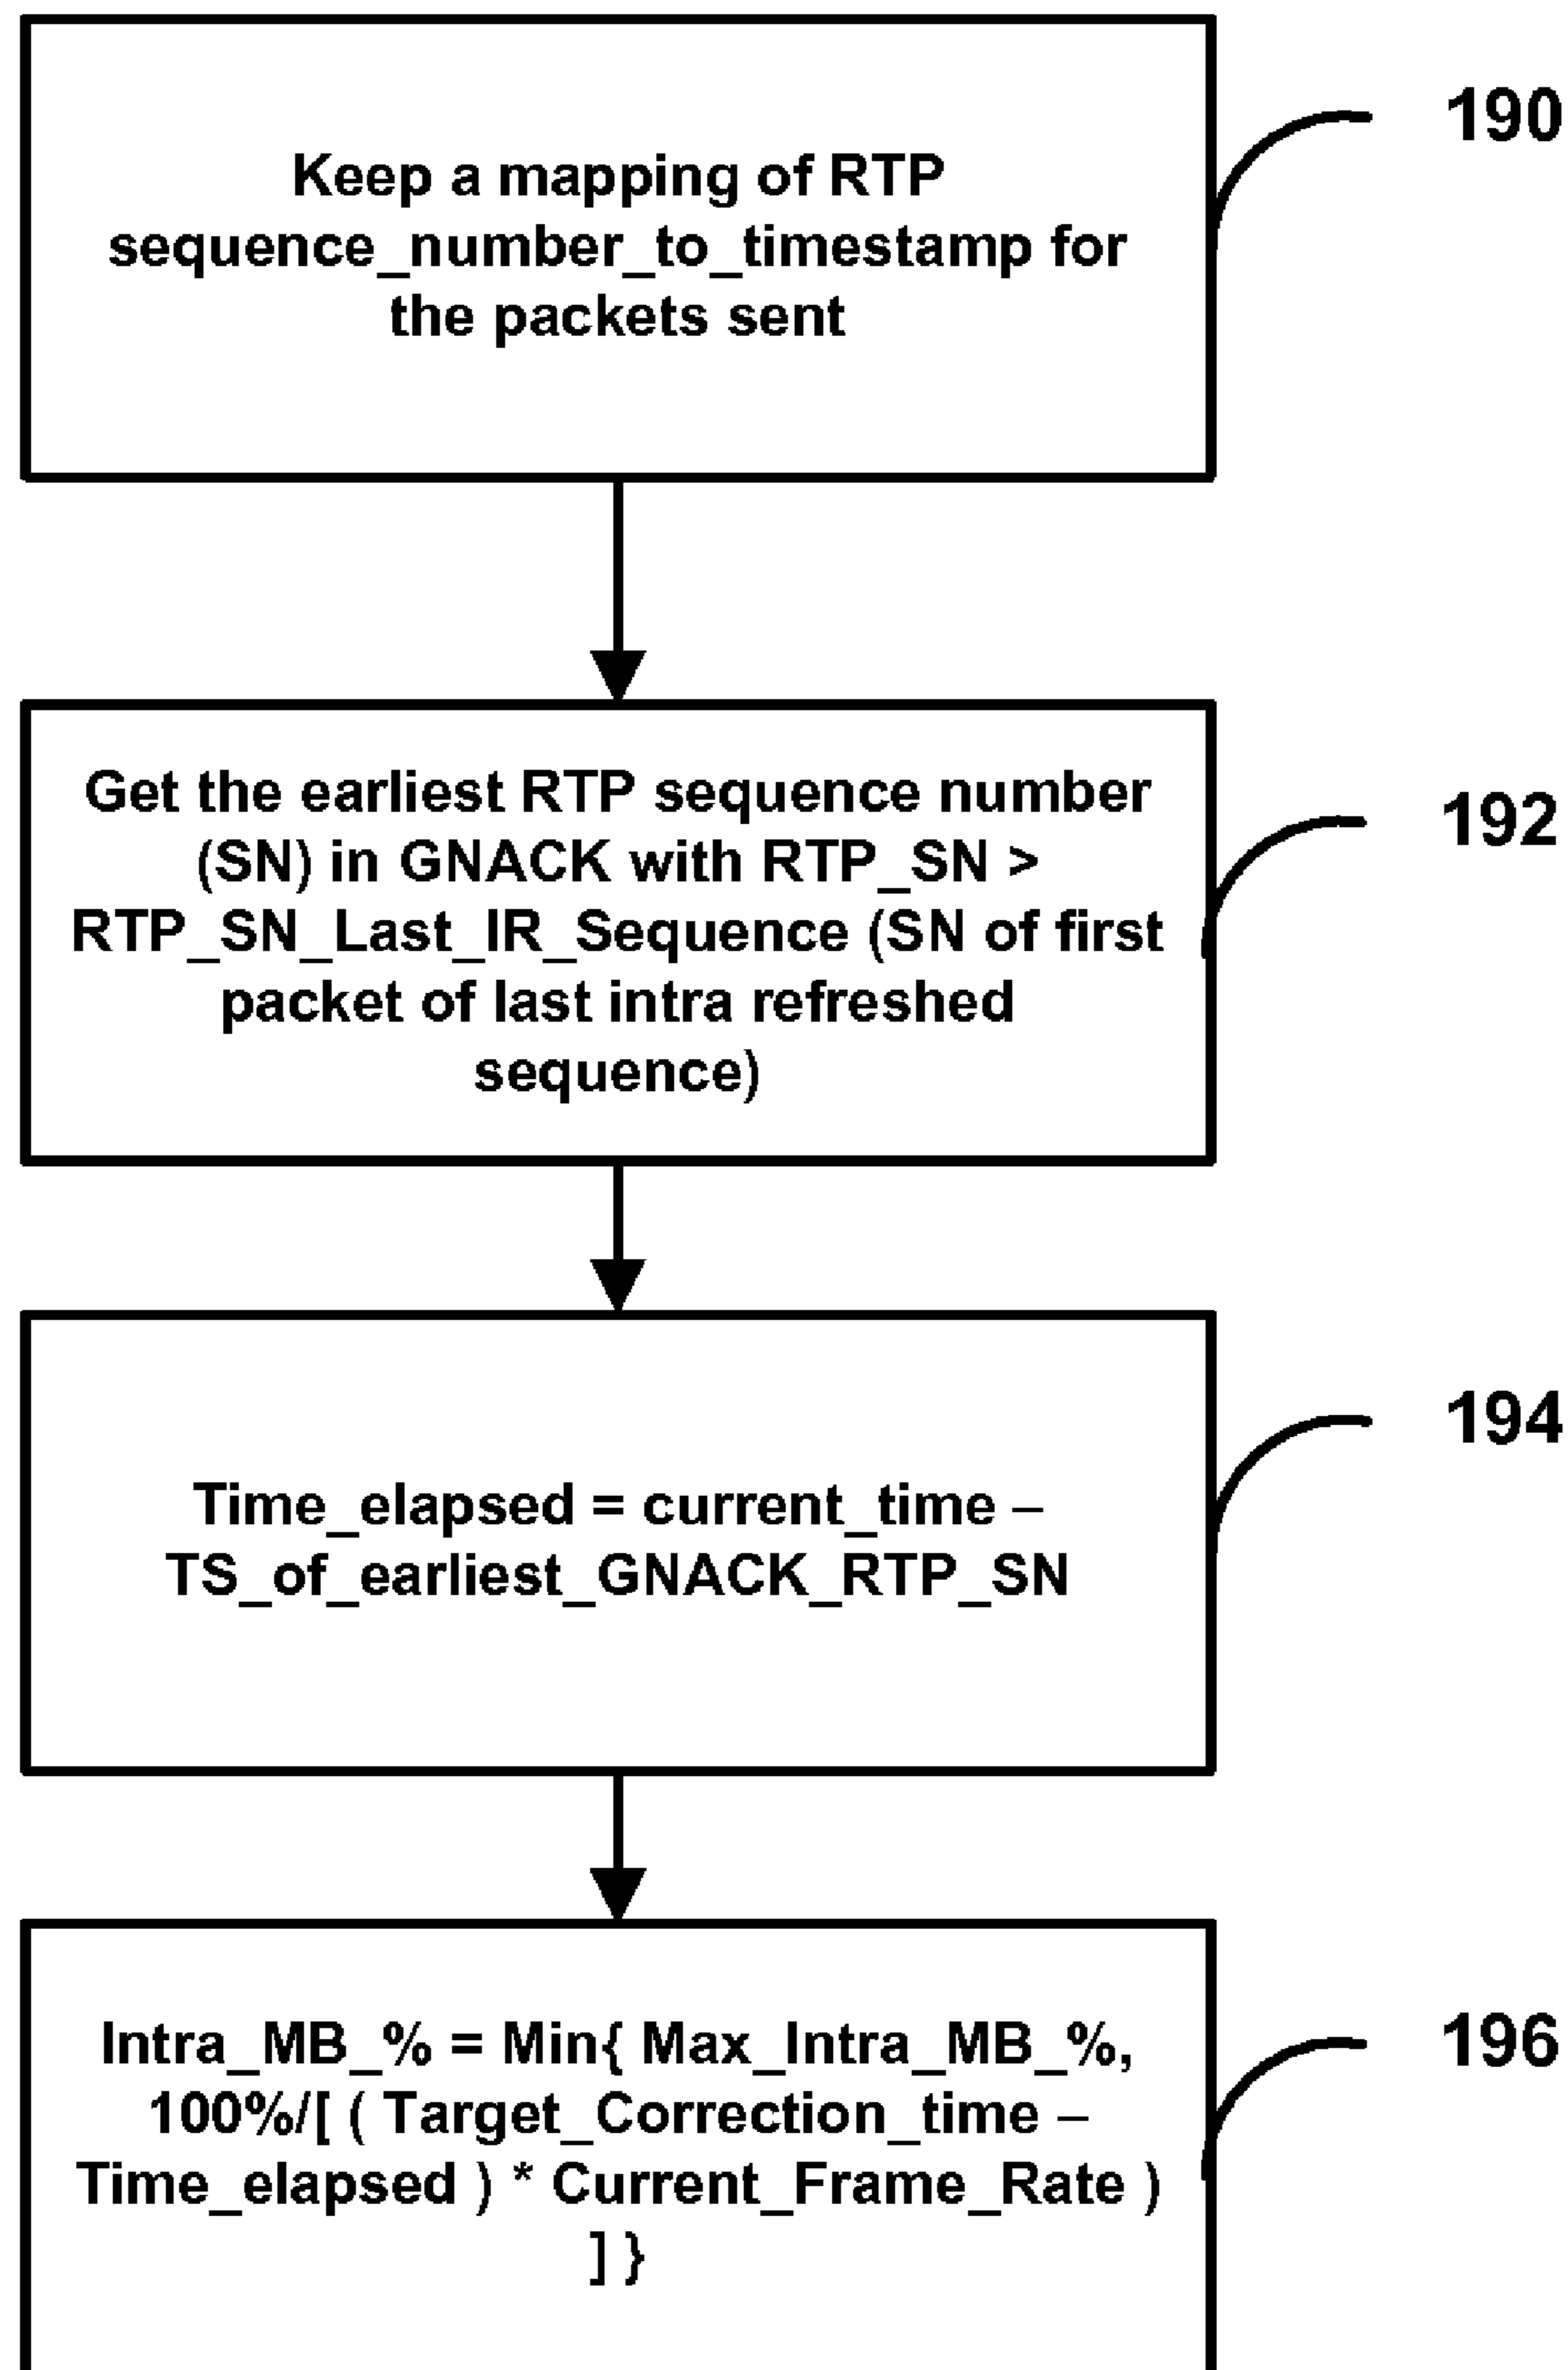 Keep a mapping of RTP
sequence_number_to_timestamp for
the packets sent
190
Get the earliest RTP sequence number
(SN) in GNACK with RTP_SN >
RTP_SN_Last_IR_Sequence (SN of first
packet of last intra refreshed
sequence)
192
Time_elapsed = current_time –
TS_of_earliest_GNACK_RTP_SN
194
Intra_MB_% = Min{ Max_Intra_MB_%,
100%/[ ( Target_Correction_time –
Time_elapsed ) * Current_Frame_Rate )
] }
196